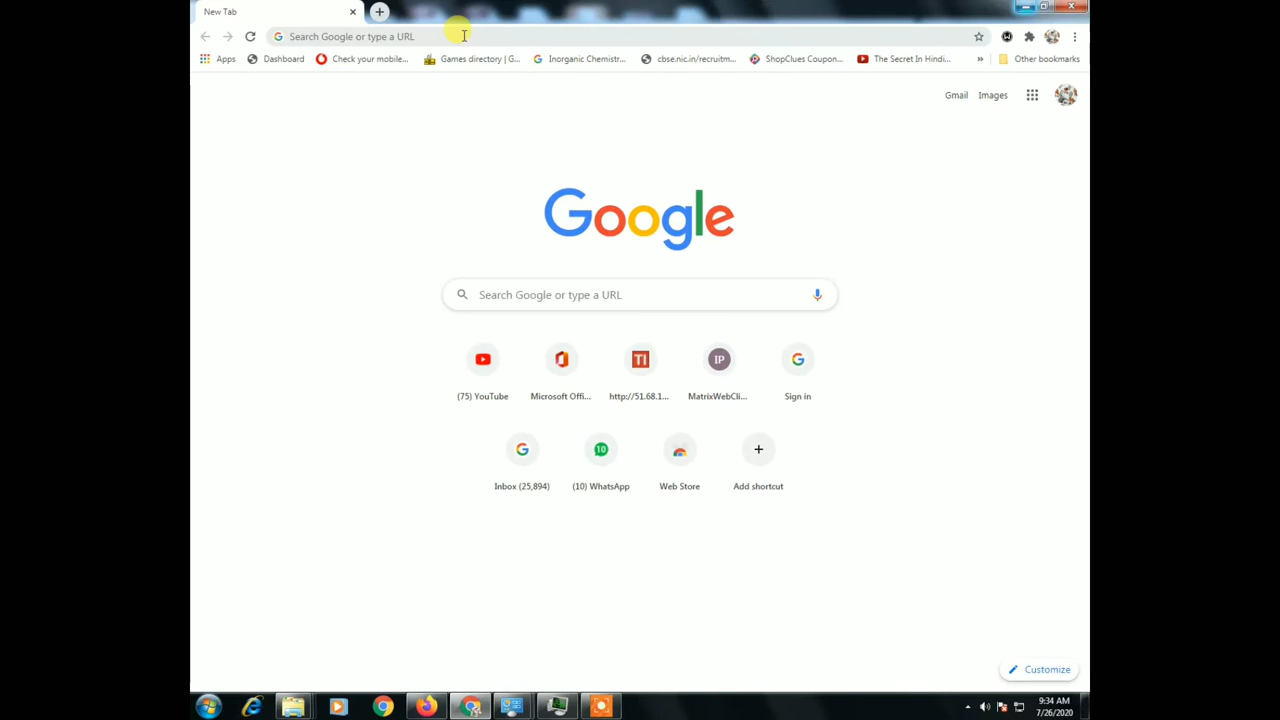 New Tab
Search Google or type a URL
Apps Dashboard Check your mobile... Games directory | G... Inorganic Chemistr... cbse.nic.in/recruitm... ShopClues Coupon... The Secret In Hindi... » Other bookmarks
Gmail Images
Google
Search Google or type a URL
TI IP
(75) YouTube Microsoft Offi... http://51.68.1... MatrixWebCli... Sign in
10
Inbox (25,894) (10) WhatsApp Web Store Add shortcut
Customize
9:34 AM
7/26/2020